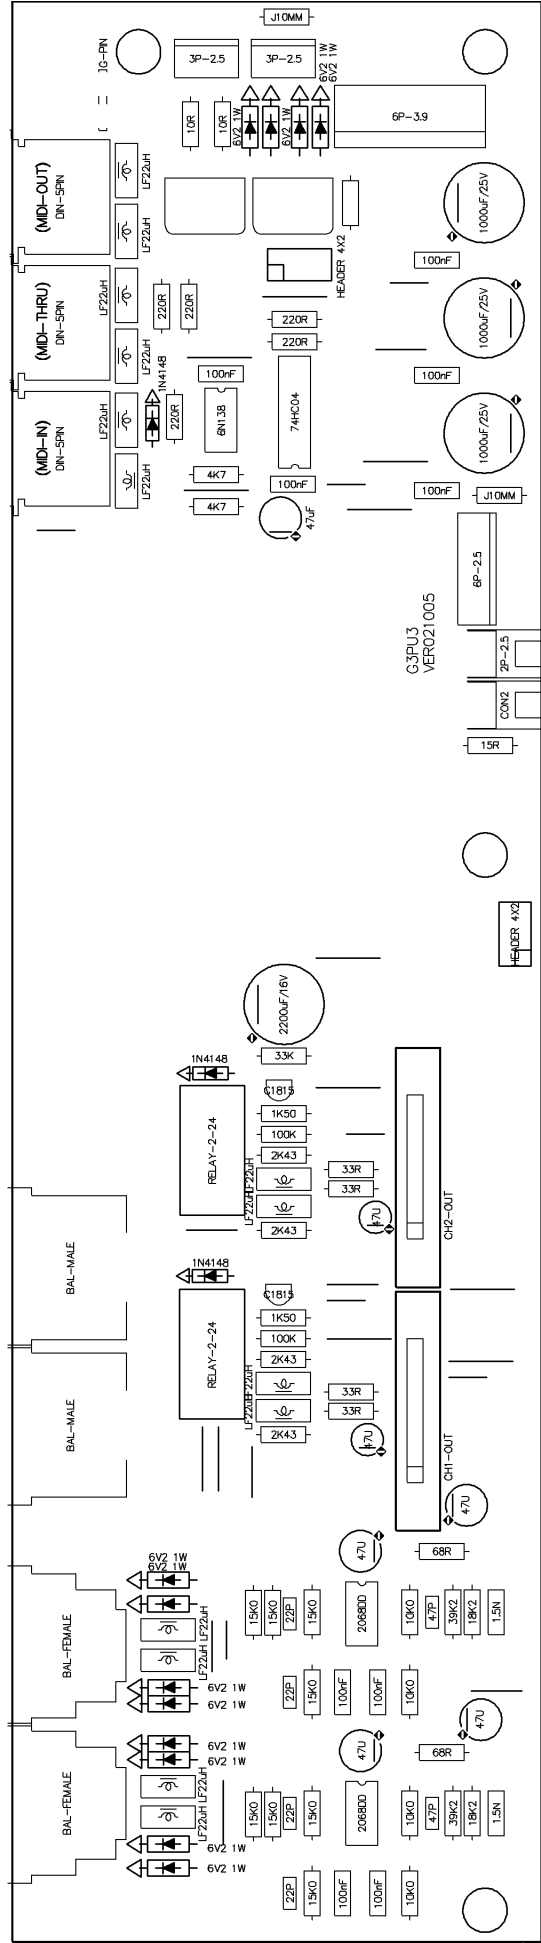 J10MM
G-PIN
3P-2.5
3P-2.5
6V2 1W
6V2 1W
10R
10R
6V2 1W
6V2 1W
6P-3.9
(MIDI-OUT)
DIN-5PIN
LF22uH
LF22uH
1000uF/25V
100nF
HEADER 4X2
(MIDI-THRU)
DIN-5PIN
LF22uH
LF22uH
220R
220R
220R
220R
1000uF/25V
100nF
1N4148
100nF
(MIDI-IN)
DIN-5PIN
LF22uH
LF22uH
220R
6N138
74HC04
1000uF/25V
4K7
4K7
100nF
100nF
J10MM
47uF
6P-2.5
G3PU3
VER021005
2P-2.5
CON2
15R
HEADER 4X2
2200uF/16V
33K
1N4148
C1815
1K50
100K
2K43
RELAY-2-24
LF22uH
LF22uH
33R
33R
2K43
47U
CH2-OUT
BAL-MALE
1N4148
C1815
1K50
100K
2K43
RELAY-2-24
LF22uH
LF22uH
33R
33R
2K43
47U
CH1-OUT
BAL-MALE
47U
47U
68R
6V2 1W
6V2 1W
BAL-FEMALE
LF22uH
LF22uH
15K0
15K0
22P
15K0
2068DD
10K0
47P
39K2
18K2
1.5N
6V2 1W
6V2 1W
22P
15K0
100nF
100nF
10K0
47U
47U
68R
6V2 1W
6V2 1W
BAL-FEMALE
LF22uH
LF22uH
15K0
15K0
22P
15K0
2068DD
10K0
47P
39K2
18K2
1.5N
6V2 1W
6V2 1W
22P
15K0
100nF
100nF
10K0